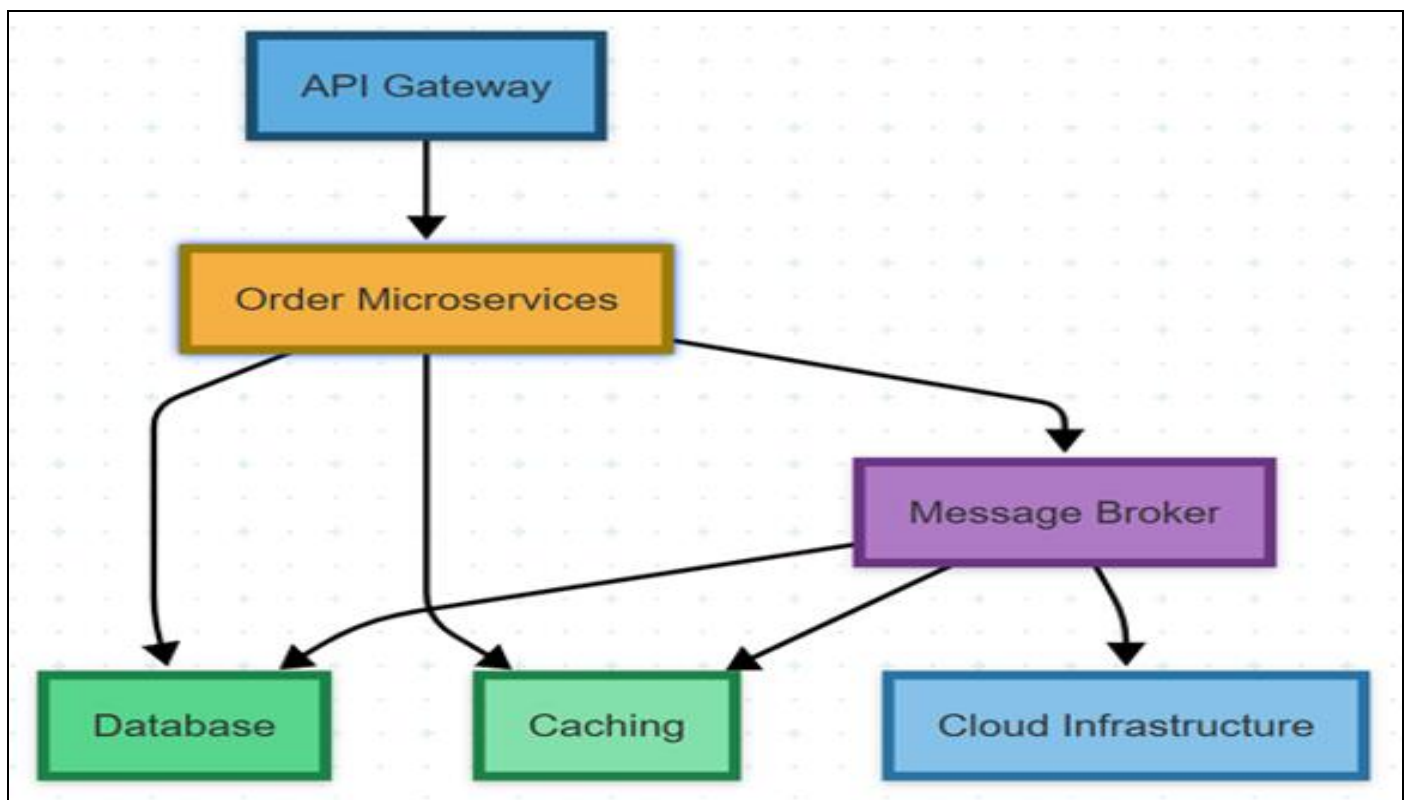 API Gateway
Order Microservices
Message Broker
Database
Caching
Cloud Infrastructure